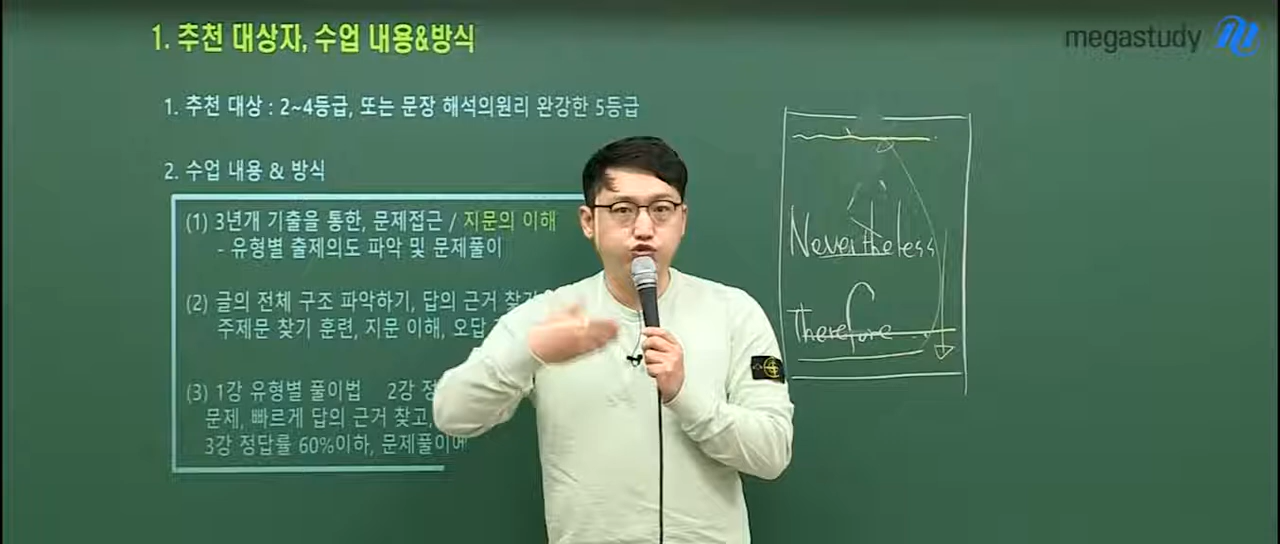 1. 추천 대상자, 수업 내용&방식
megastudy
1. 추천 대상 : 2~4등급, 또는 문장 해석의원리 완강한 5등급
2. 수업 내용 & 방식
(1) 3년개 기출을 통한, 문제접근 / 지문의 이해
- 유형별 출제의도 파악 및 문제풀이
(2) 글의 전체 구조 파악하기, 답의 근거 찾기
주제문 찾기 훈련, 지문 이해, 오답
(3) 1강 유형별 풀이법 2강
문제, 빠르게 답의 근거 찾고,
3강 정답률 60%이하, 문제풀이에
Nevertheless
Therefore